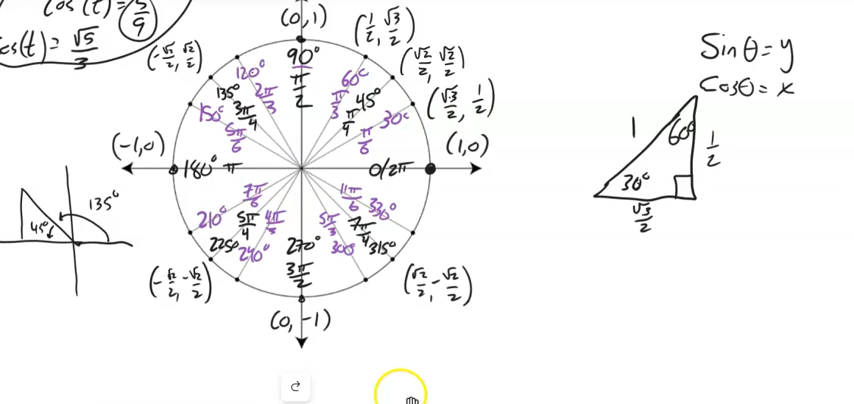 cos(t)= 5/9
cos(t)= √5/3
(0,1)
(1/2, √3/2)
(√2/2, √2/2)
(√3/2, 1/2)
(1,0)
(-√2/2, √2/2)
(-1,0)
(-√2/2, -√2/2)
(0,-1)
(√2/2, -√2/2)
90° π/2
60° π/3
45° π/4
30° π/6
0/2π
120° 2π/3
135° 3π/4
150° 5π/6
180° π
210° 7π/6
225° 5π/4
240° 4π/3
270° 3π/2
300° 5π/3
315° 7π/4
330° 11π/6
45°
135°
Sinθ=y
Cosθ=x
1
60°
1/2
30°
√3/2